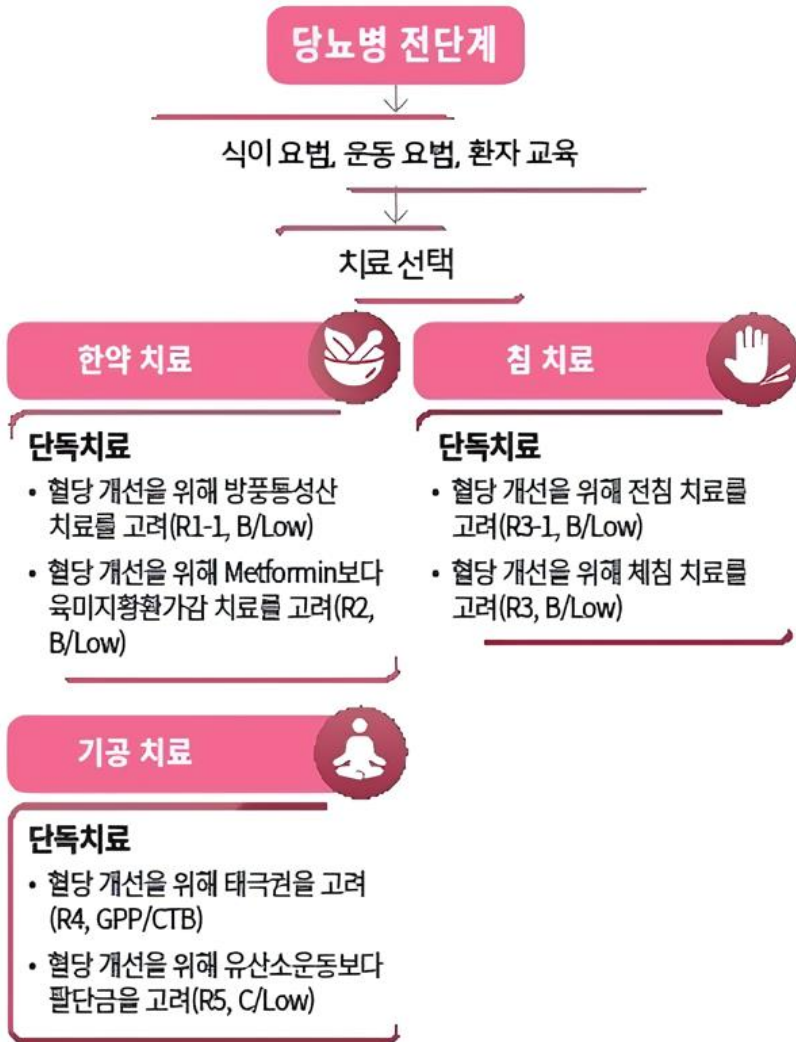 당뇨병 전단계
식이 요법, 운동 요법, 환자 교육
치료 선택
한약 치료
단독치료
• 혈당 개선을 위해 방풍통성산
치료를 고려(R1-1, B/Low)
• 혈당 개선을 위해 Metformin보다
육미지황환가감 치료를 고려(R2,
B/Low)
침 치료
단독치료
• 혈당 개선을 위해 전침 치료를
고려(R3-1, B/Low)
• 혈당 개선을 위해 체침 치료를
고려(R3, B/Low)
기공 치료
단독치료
• 혈당 개선을 위해 태극권을 고려
(R4, GPP/CTB)
• 혈당 개선을 위해 유산소운동보다
팔단금을 고려(R5, C/Low)